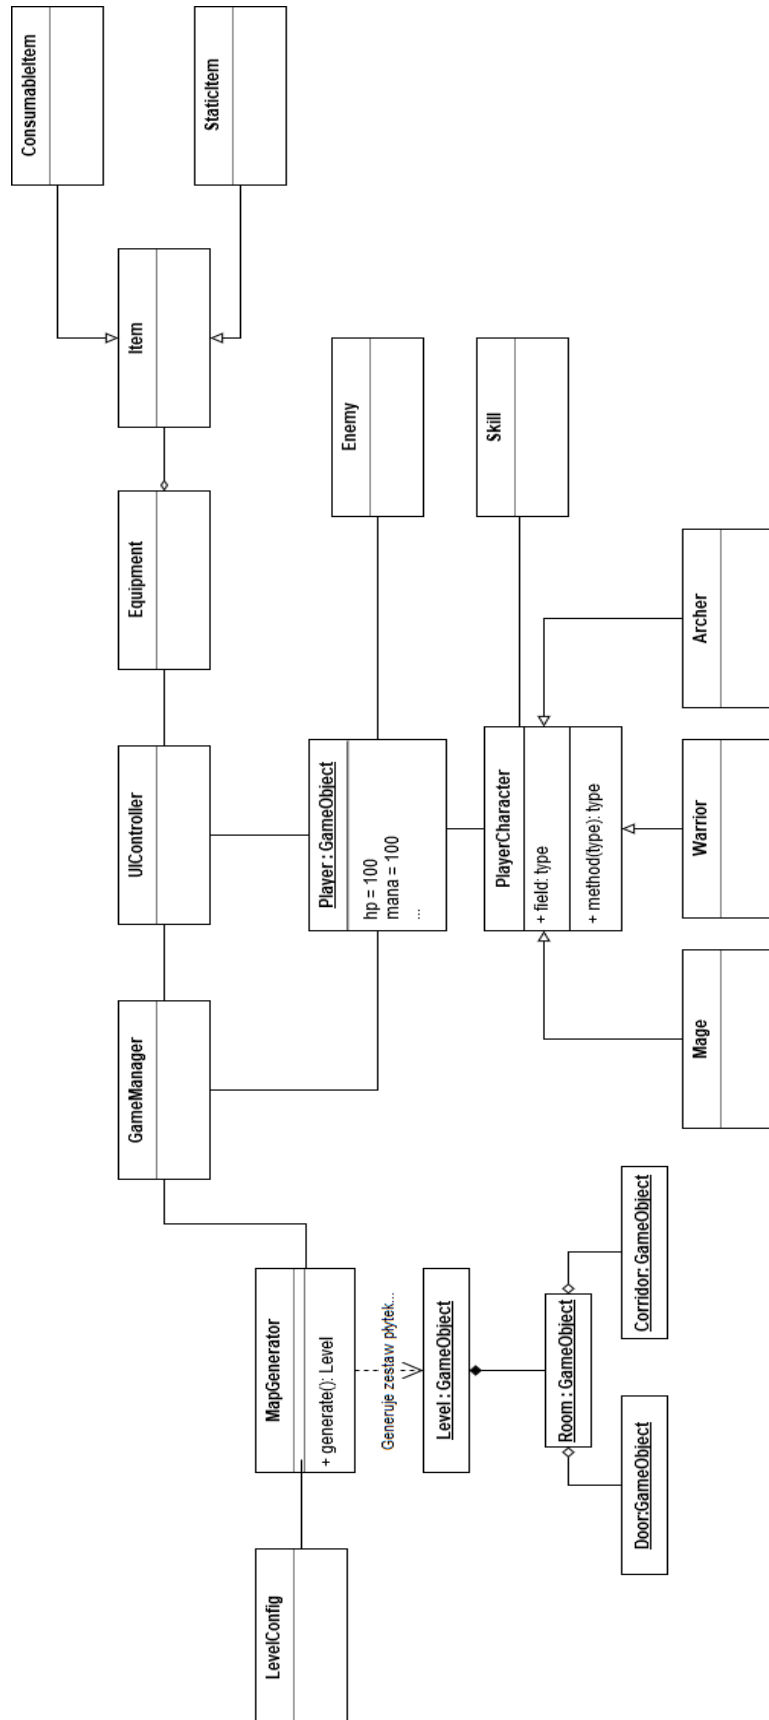 ConsumableItem
StaticItem
Item
Equipment
Enemy
Skill
UIController
Player : GameObject
hp = 100
mana = 100
...
PlayerCharacter
+ field: type
+ method(type): type
Archer
Warrior
Mage
GameManager
MapGenerator
+ generate(): Level
Generuje zestaw płytek...
Level : GameObject
Room : GameObject
Corridor: GameObject
Door:GameObject
LevelConfig